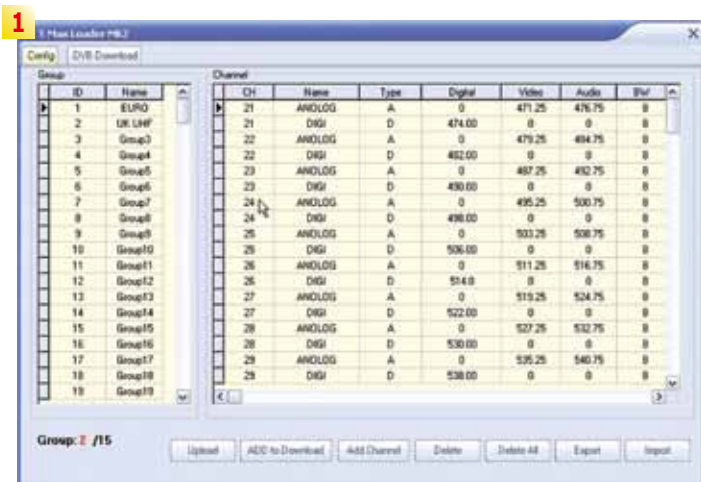 1
S Max Loader MK2
Config DVB Download
Group
ID Name
1 EURO
2 UK UHF
3 Group3
4 Group4
5 Group5
6 Group6
7 Group7
8 Group8
9 Group9
10 Group10
11 Group11
12 Group12
13 Group13
14 Group14
15 Group15
16 Group16
17 Group17
18 Group18
19 Group19
Channel
CH Name Type Digital Video Audio BW
21 ANOLOG A 0 471.25 476.75 8
21 DIGI D 474.00 0 0 8
22 ANOLOG A 0 479.25 484.75 8
22 DIGI D 482.00 0 0 8
23 ANOLOG A 0 487.25 492.75 8
23 DIGI D 490.00 0 0 8
24 ANOLOG A 0 495.25 500.75 8
24 DIGI D 498.00 0 0 8
25 ANOLOG A 0 503.25 508.75 8
25 DIGI D 506.00 0 0 8
26 ANOLOG A 0 511.25 516.75 8
26 DIGI D 514.0 0 0 8
27 ANOLOG A 0 519.25 524.75 8
27 DIGI D 522.00 0 0 8
28 ANOLOG A 0 527.25 532.75 8
28 DIGI D 530.00 0 0 8
29 ANOLOG A 0 535.25 540.75 8
29 DIGI D 538.00 0 0 8
Group: 2 /15
Upload ADD to Download Add Channel Delete Delete All Export Import